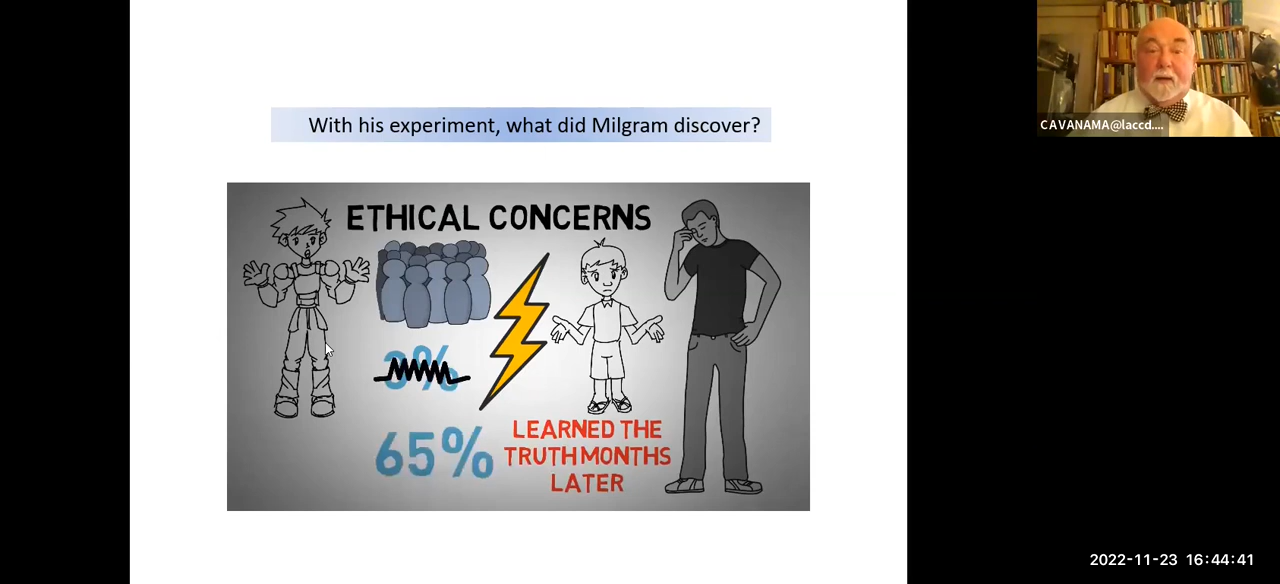 With his experiment, what did Milgram discover?
CAVANAMA@laccd....
ETHICAL CONCERNS
3%
65%
LEARNED THE
TRUTH MONTHS
LATER
2022-11-23 16:44:41